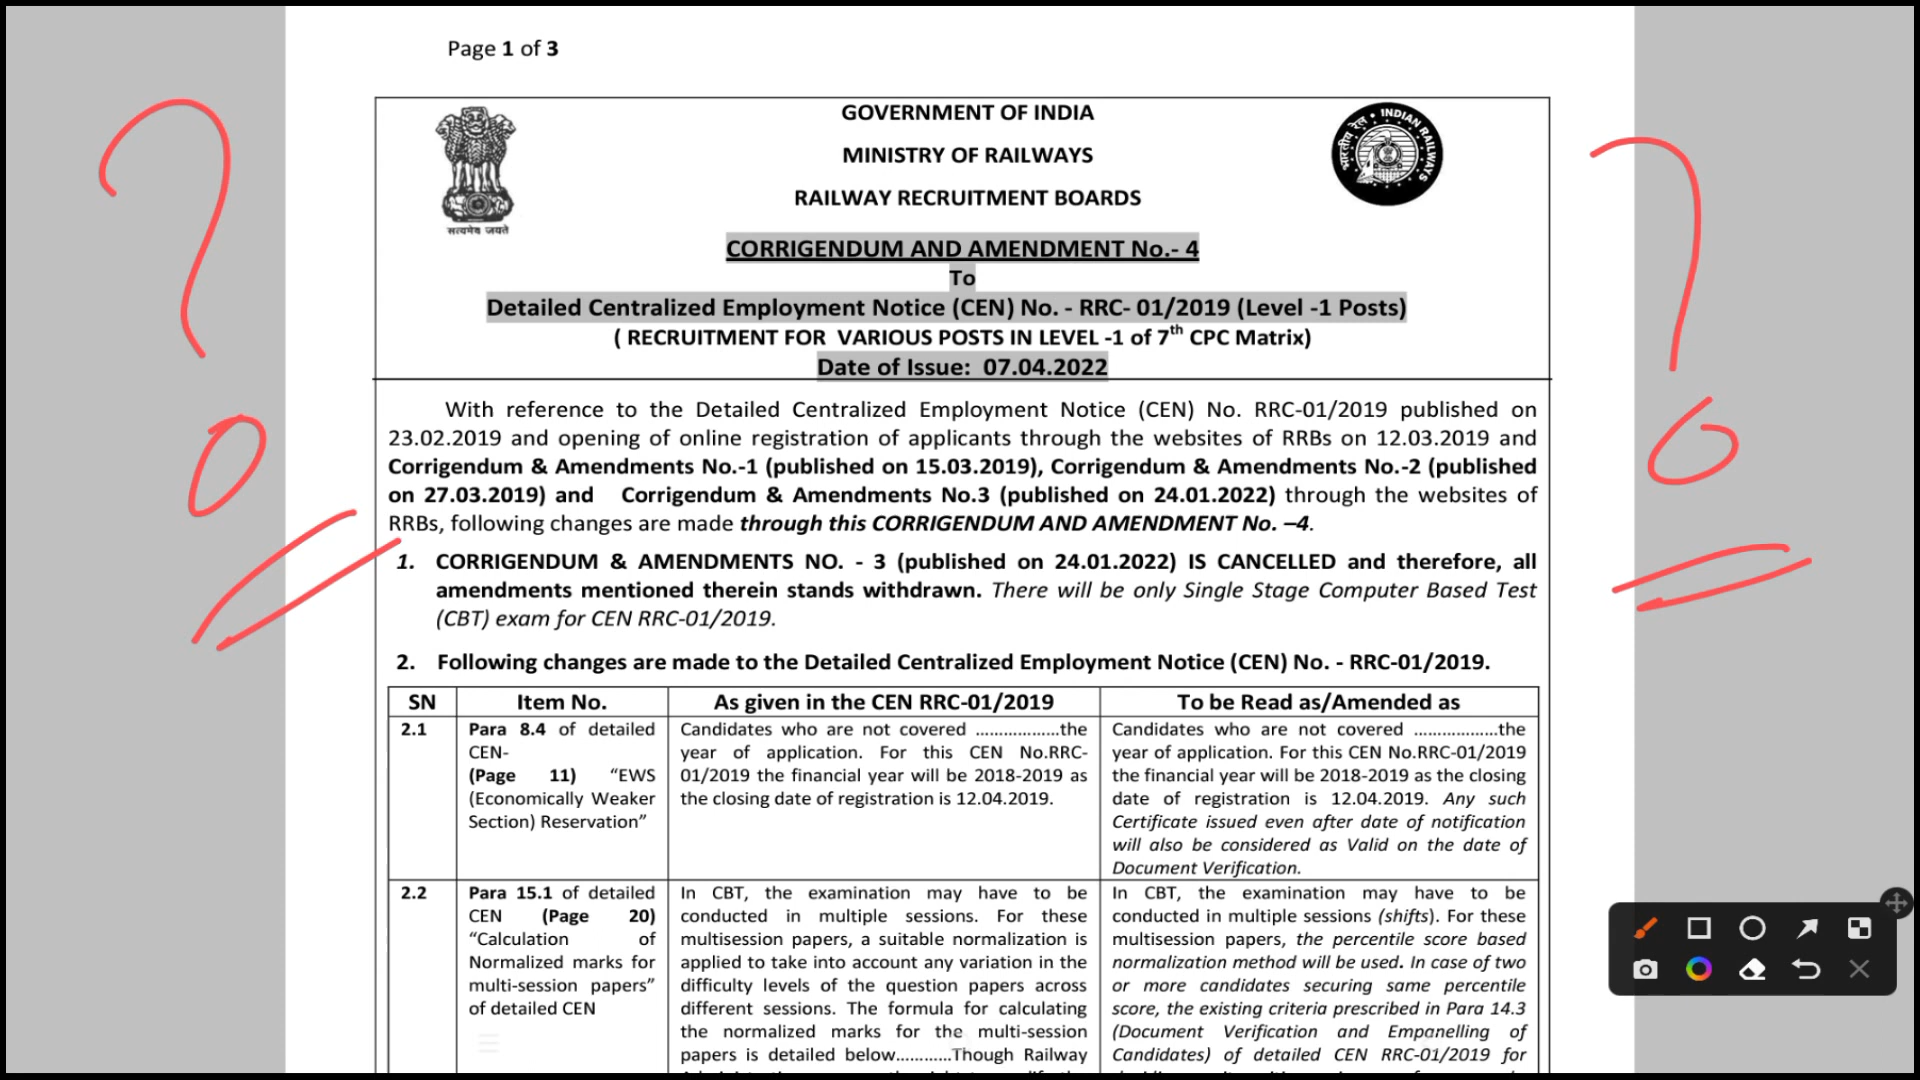 Page 1 of 3
GOVERNMENT OF INDIA
MINISTRY OF RAILWAYS
RAILWAY RECRUITMENT BOARDS
सत्यमेव जयते
भारतीय रेल • INDIAN RAILWAYS
CORRIGENDUM AND AMENDMENT No.- 4
To
Detailed Centralized Employment Notice (CEN) No. - RRC- 01/2019 (Level -1 Posts)
( RECRUITMENT FOR VARIOUS POSTS IN LEVEL -1 of 7th CPC Matrix)
Date of Issue: 07.04.2022
With reference to the Detailed Centralized Employment Notice (CEN) No. RRC-01/2019 published on
23.02.2019 and opening of online registration of applicants through the websites of RRBs on 12.03.2019 and
Corrigendum & Amendments No.-1 (published on 15.03.2019), Corrigendum & Amendments No.-2 (published
on 27.03.2019) and Corrigendum & Amendments No.3 (published on 24.01.2022) through the websites of
RRBs, following changes are made through this CORRIGENDUM AND AMENDMENT No. –4.
1. CORRIGENDUM & AMENDMENTS NO. - 3 (published on 24.01.2022) IS CANCELLED and therefore, all
amendments mentioned therein stands withdrawn. There will be only Single Stage Computer Based Test
(CBT) exam for CEN RRC-01/2019.
2. Following changes are made to the Detailed Centralized Employment Notice (CEN) No. - RRC-01/2019.
SN Item No. As given in the CEN RRC-01/2019 To be Read as/Amended as
2.1
Para 8.4 of detailed
CEN-
(Page 11) “EWS
(Economically Weaker
Section) Reservation”
Candidates who are not covered ..................the
year of application. For this CEN No.RRC-
01/2019 the financial year will be 2018-2019 as
the closing date of registration is 12.04.2019.
Candidates who are not covered ..................the
year of application. For this CEN No.RRC-01/2019
the financial year will be 2018-2019 as the closing
date of registration is 12.04.2019. Any such
Certificate issued even after date of notification
will also be considered as Valid on the date of
Document Verification.
2.2
Para 15.1 of detailed
CEN (Page 20)
“Calculation of
Normalized marks for
multi-session papers”
of detailed CEN
In CBT, the examination may have to be
conducted in multiple sessions. For these
multisession papers, a suitable normalization is
applied to take into account any variation in the
difficulty levels of the question papers across
different sessions. The formula for calculating
the normalized marks for the multi-session
papers is detailed below............Though Railway
In CBT, the examination may have to be
conducted in multiple sessions (shifts). For these
multisession papers, the percentile score based
normalization method will be used. In case of two
or more candidates securing same percentile
score, the existing criteria prescribed in Para 14.3
(Document Verification and Empanelling of
Candidates) of detailed CEN RRC-01/2019 for